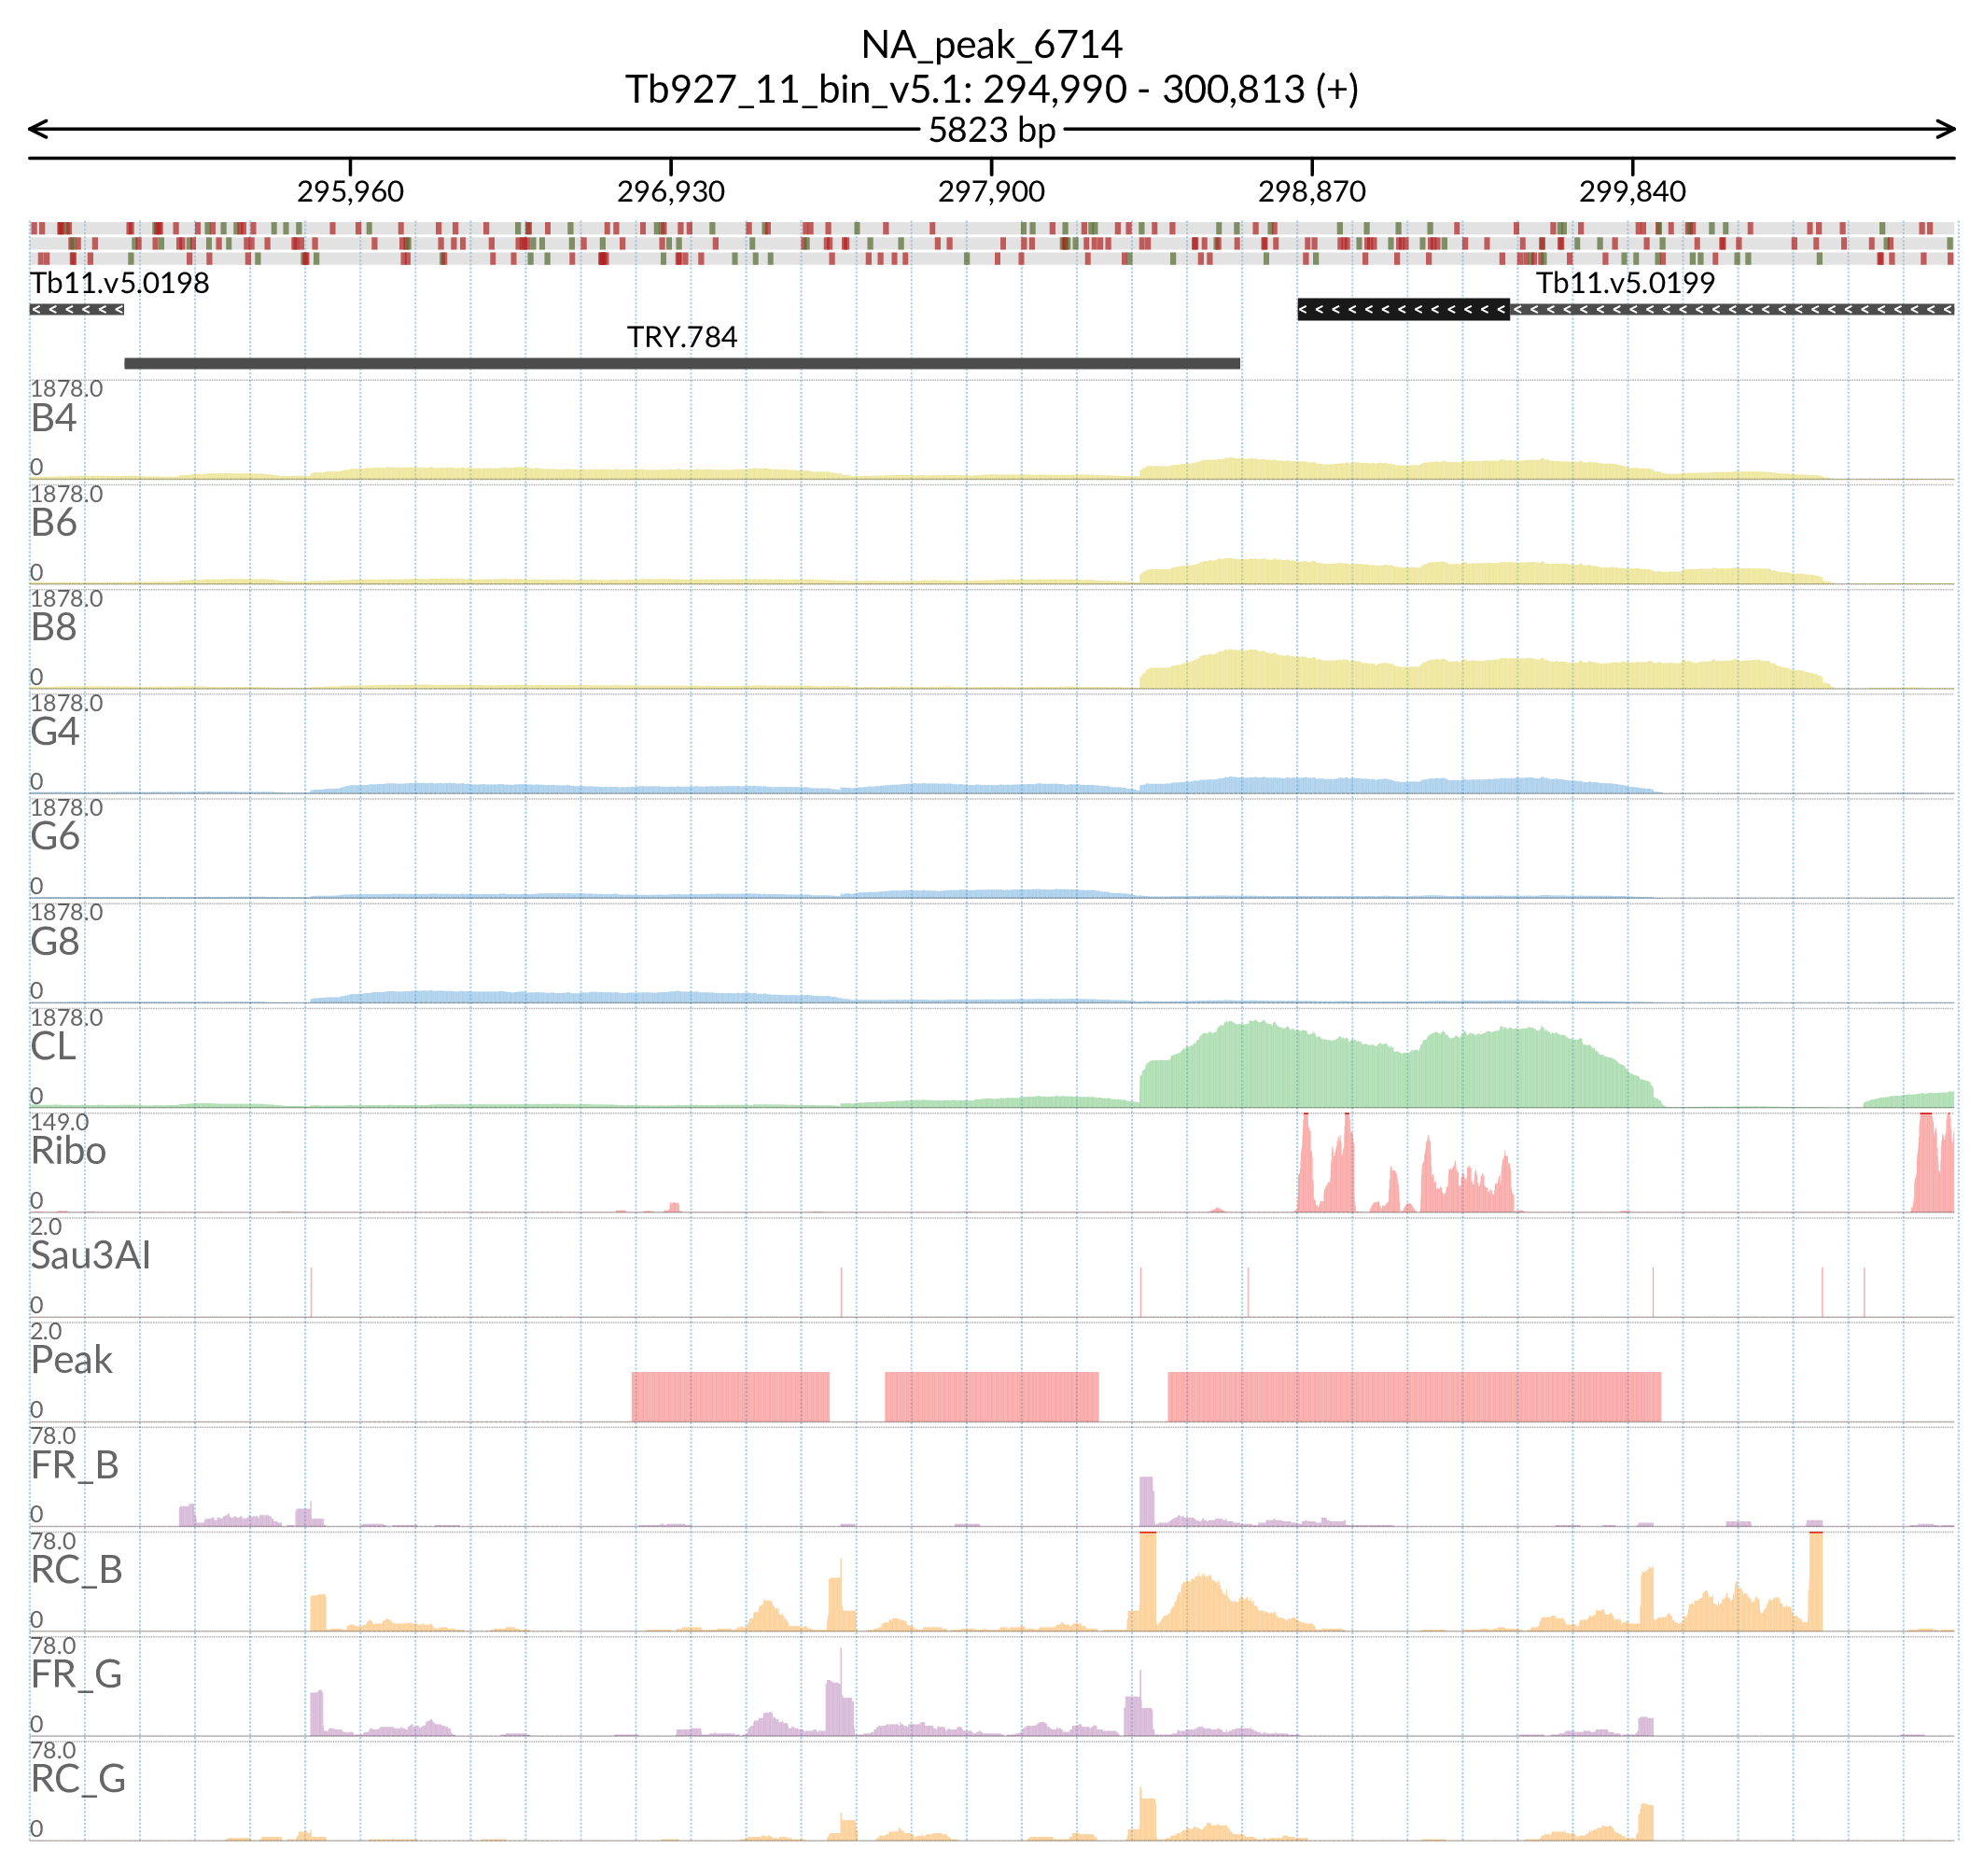 NA_peak_6714
Tb927_11_bin_v5.1: 294,990 - 300,813 (+)
5823 bp
295,960 296,930 297,900 298,870 299,840
Tb11.v5.0198 Tb11.v5.0199
TRY.784
1878.0
B4
0
1878.0
B6
0
1878.0
B8
0
1878.0
G4
0
1878.0
G6
0
1878.0
G8
0
1878.0
CL
0
149.0
Ribo
0
2.0
Sau3AI
0
2.0
Peak
0
78.0
FR_B
0
78.0
RC_B
0
78.0
FR_G
0
78.0
RC_G
0